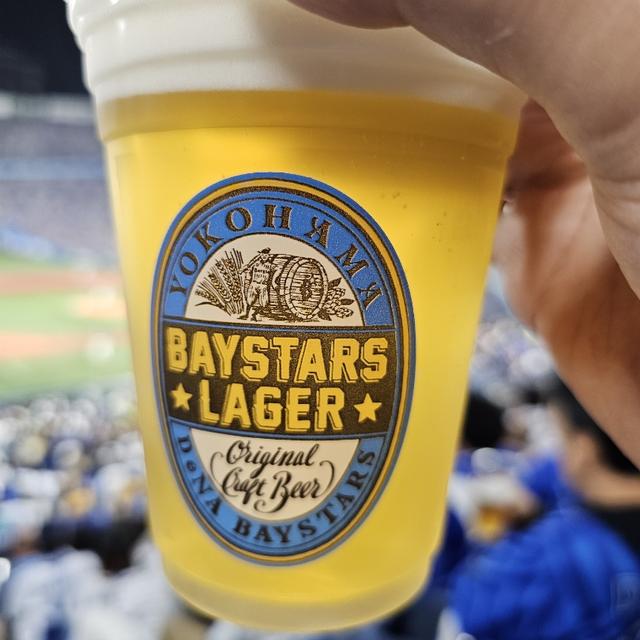 YOKOHAMA
BAYSTARS
LAGER
Original
Craft Beer
DeNA BAYSTARS